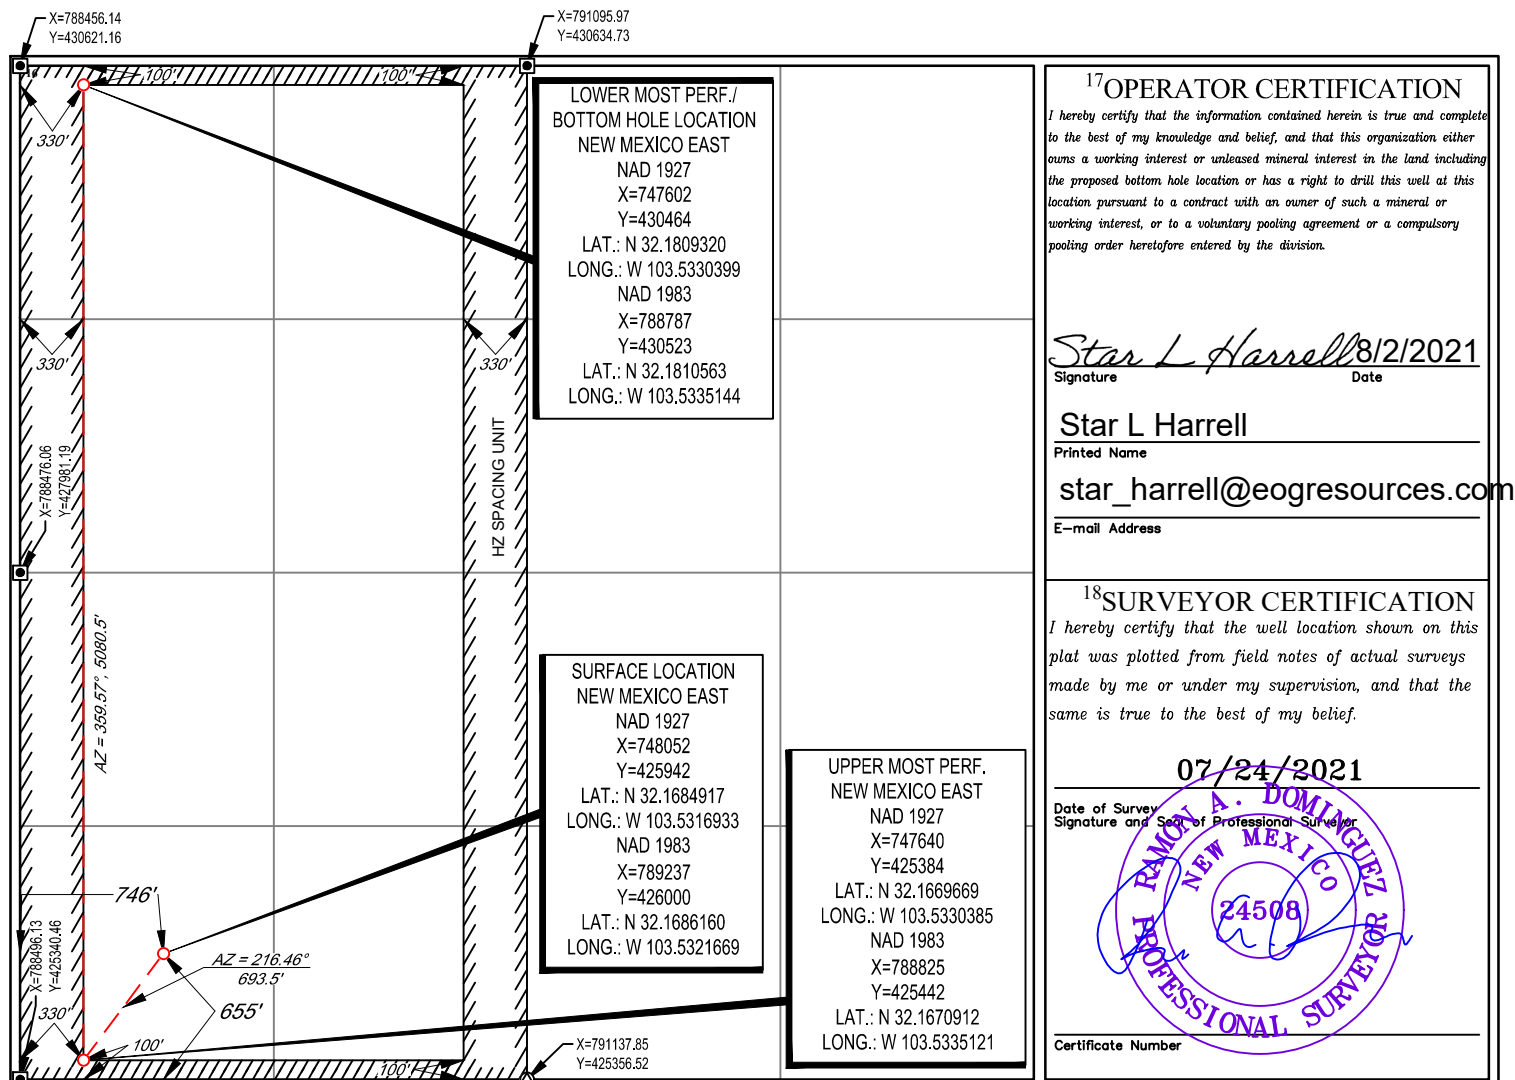 X=788456.14
Y=430621.16
X=791095.97
Y=430634.73
100'
100'
330'
LOWER MOST PERF./
BOTTOM HOLE LOCATION
NEW MEXICO EAST
NAD 1927
X=747602
Y=430464
LAT.: N 32.1809320
LONG.: W 103.5330399
NAD 1983
X=788787
Y=430523
LAT.: N 32.1810563
LONG.: W 103.5335144
330'
330'
HZ SPACING UNIT
X=788476.06
Y=427981.19
AZ = 359.57°, 5080.5'
SURFACE LOCATION
NEW MEXICO EAST
NAD 1927
X=748052
Y=425942
LAT.: N 32.1684917
LONG.: W 103.5316933
NAD 1983
X=789237
Y=426000
LAT.: N 32.1686160
LONG.: W 103.5321669
UPPER MOST PERF.
NEW MEXICO EAST
NAD 1927
X=747640
Y=425384
LAT.: N 32.1669669
LONG.: W 103.5330385
NAD 1983
X=788825
Y=425442
LAT.: N 32.1670912
LONG.: W 103.5335121
746'
AZ = 216.46°
693.5'
655'
X=788496.13
Y=425340.46
330'
100'
100'
X=791137.85
Y=425356.52
17OPERATOR CERTIFICATION
I hereby certify that the information contained herein is true and complete
to the best of my knowledge and belief, and that this organization either
owns a working interest or unleased mineral interest in the land including
the proposed bottom hole location or has a right to drill this well at this
location pursuant to a contract with an owner of such a mineral or
working interest, or to a voluntary pooling agreement or a compulsory
pooling order heretofore entered by the division.
Star L Harrell 8/2/2021
Signature Date
Star L Harrell
Printed Name
star_harrell@eogresources.com
E-mail Address
18SURVEYOR CERTIFICATION
I hereby certify that the well location shown on this
plat was plotted from field notes of actual surveys
made by me or under my supervision, and that the
same is true to the best of my belief.
07/24/2021
Date of Survey
Signature and Seal of Professional Surveyor
RAMON A. DOMINGUEZ
NEW MEXICO
24508
PROFESSIONAL SURVEYOR
Certificate Number